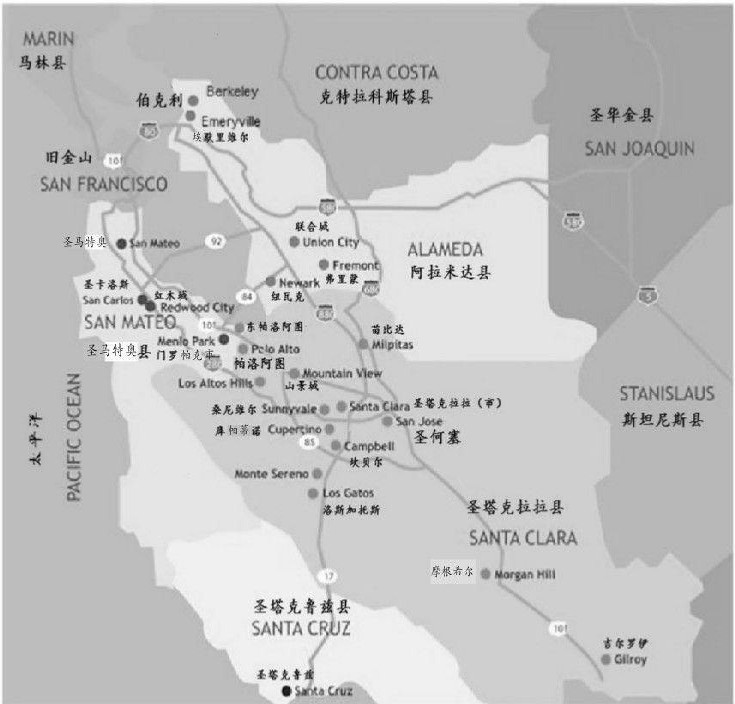 MARIN
马林县
CONTRA COSTA
克特拉科斯塔县
伯克利
Berkeley
Emeryville
埃默里维尔
圣华金县
SAN JOAQUIN
80
旧金山
101
SAN FRANCISCO
580
580
联合城
Union City
圣马特奥
San Mateo
92
ALAMEDA
阿拉米达县
Fremont
弗里蒙
圣卡洛斯
San Carlos
红木城
Redwood City
Newark
纽瓦克
84
680
5
880
SAN MATEO
圣马特奥县
101
东帕洛阿图
苗比达
Milpitas
Menlo Park
门罗帕克市
Palo Alto
帕洛阿图
280
Mountain View
山景城
Los Altos Hills
STANISLAUS
斯坦尼斯县
太平洋
PACIFIC OCEAN
桑尼维尔
Sunnyvale
Santa Clara
圣塔克拉拉（市）
San Jose
圣何塞
库帕蒂诺
Cupertino
85
Campbell
坎贝尔
Monte Sereno
Los Gatos
洛斯加托斯
圣塔克拉拉县
SANTA CLARA
摩根希尔
Morgan Hill
17
圣塔克鲁兹县
SANTA CRUZ
101
吉尔罗伊
Gilroy
圣塔克鲁兹
Santa Cruz